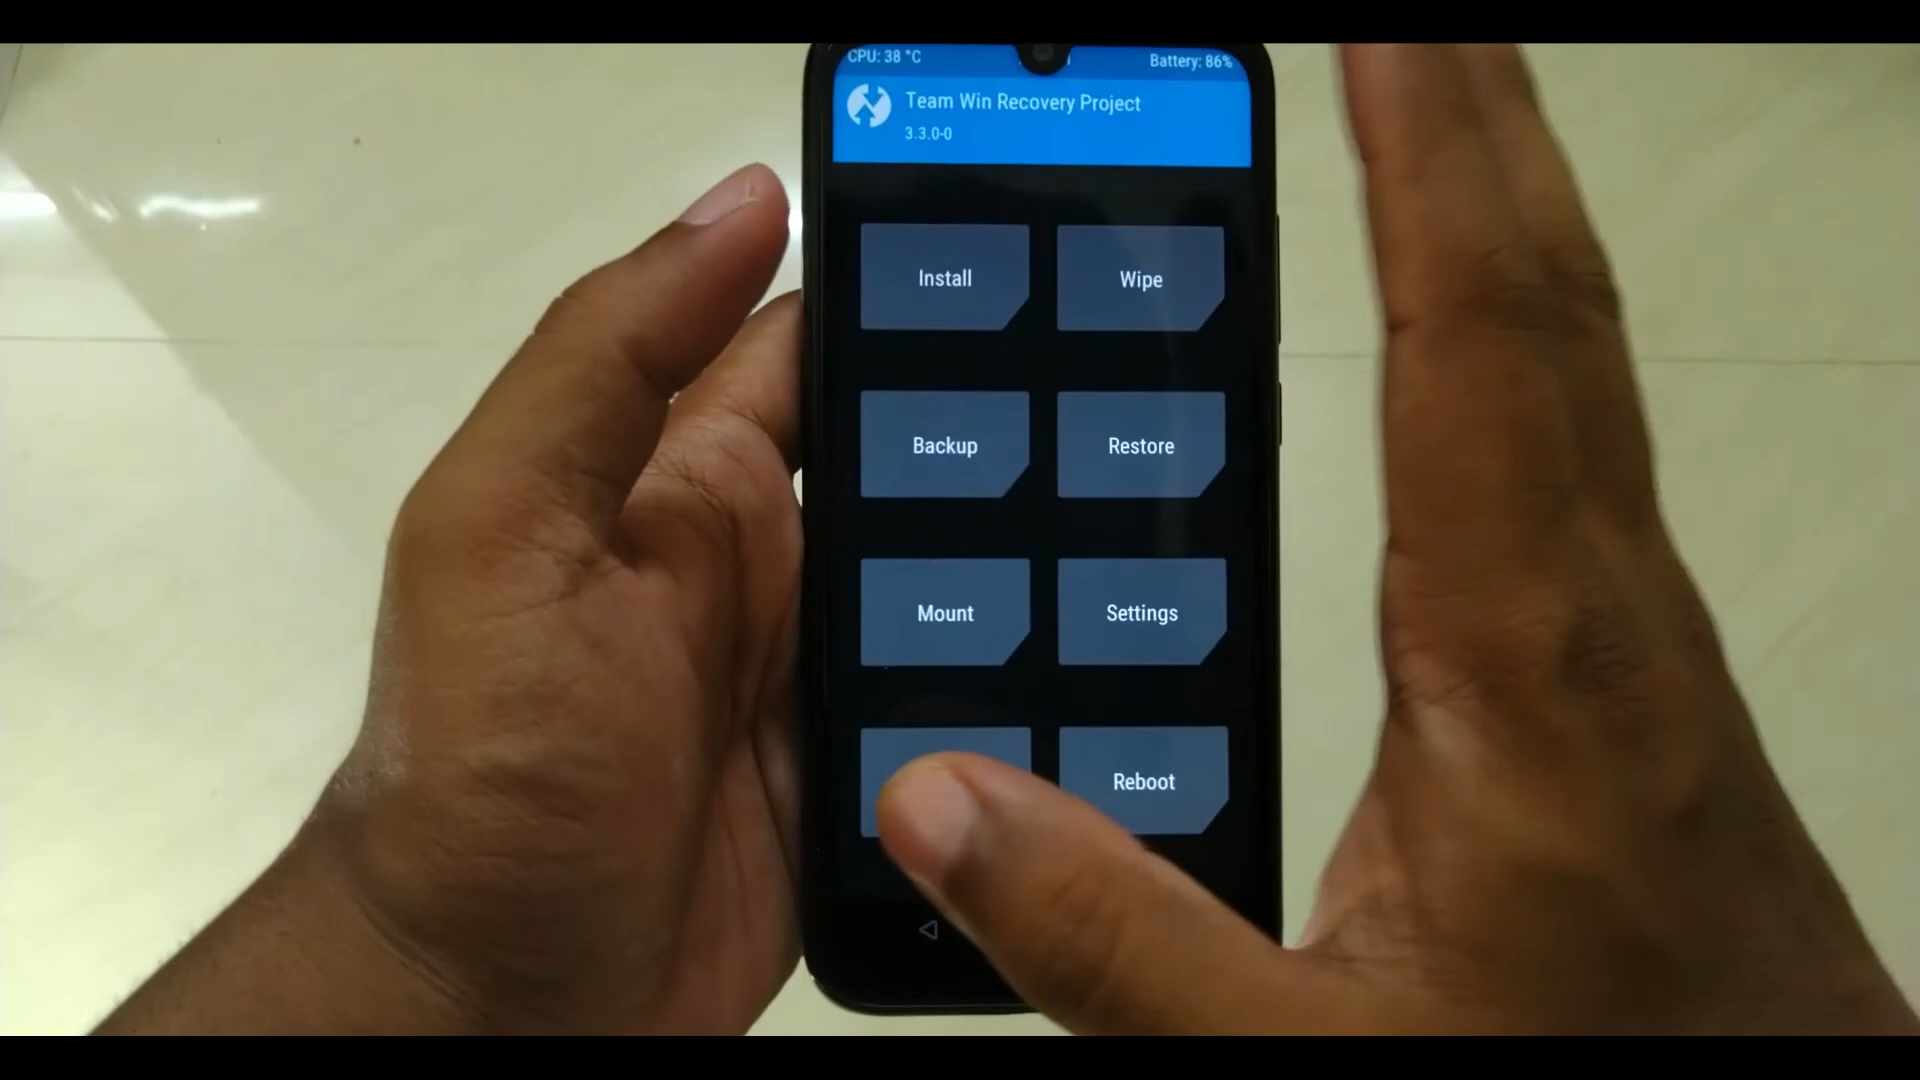 CPU: 38 °C
Battery: 86%
Team Win Recovery Project
3.3.0-0
Install
Wipe
Backup
Restore
Mount
Settings
Reboot